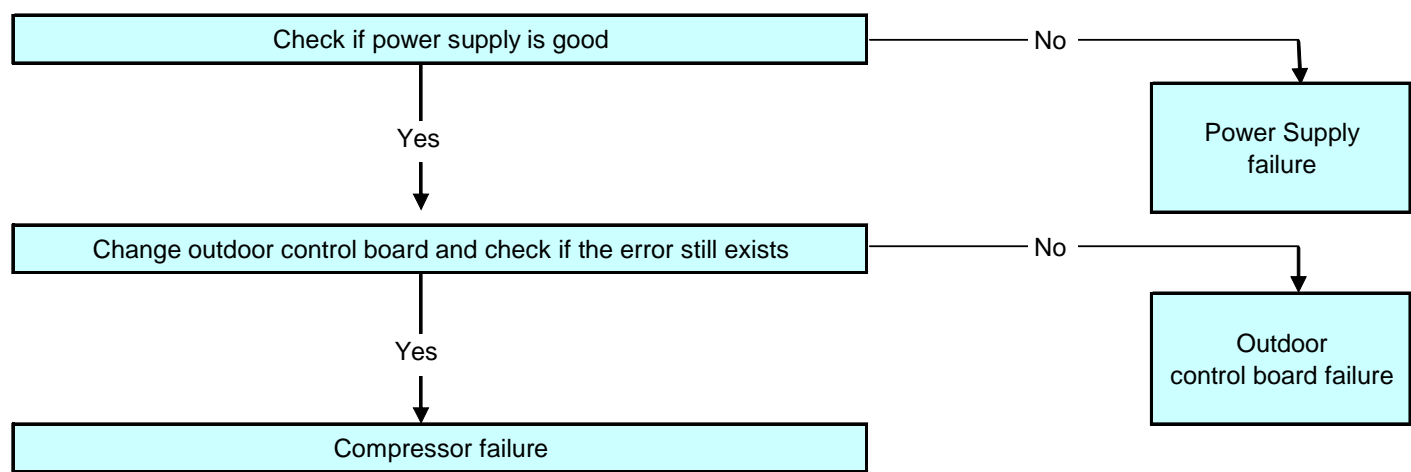 Check if power supply is good
No
Power Supply
failure
Yes
Change outdoor control board and check if the error still exists
No
Outdoor
control board failure
Yes
Compressor failure